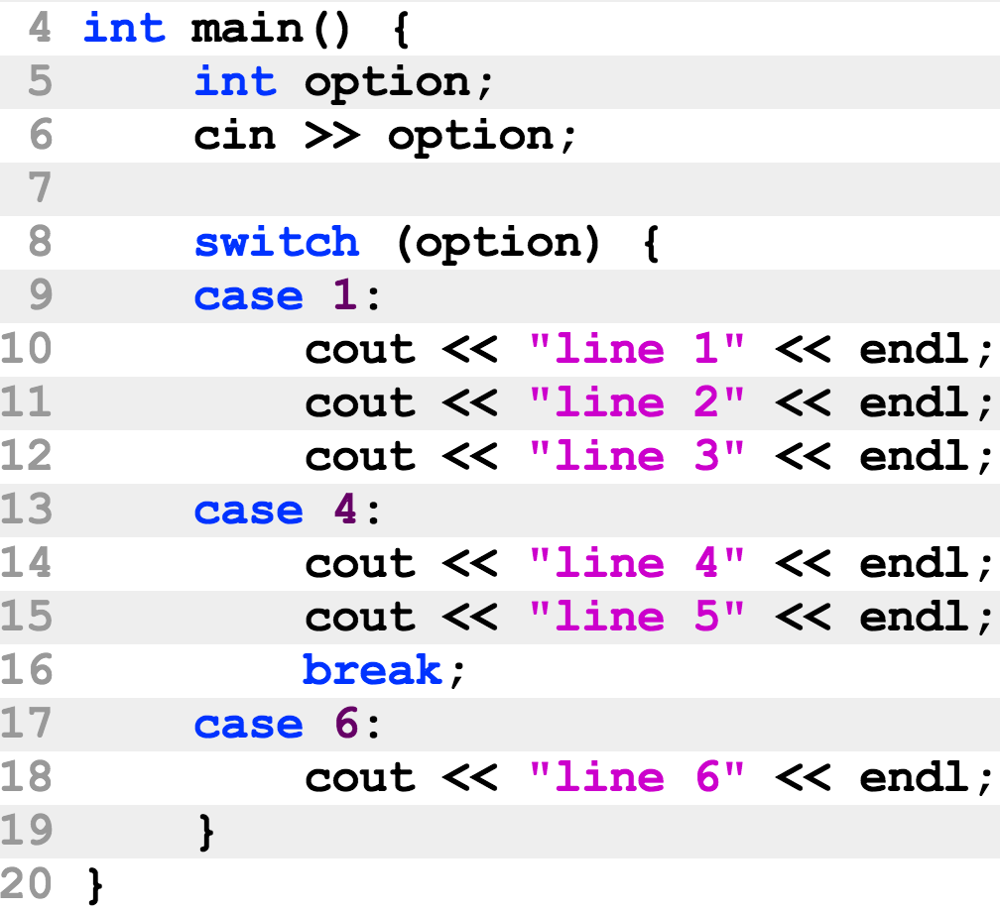 4 int main() {
5     int option;
6     cin >> option;
7
8     switch (option) {
9     case 1:
10         cout << "line 1" << endl;
11         cout << "line 2" << endl;
12         cout << "line 3" << endl;
13     case 4:
14         cout << "line 4" << endl;
15         cout << "line 5" << endl;
16         break;
17     case 6:
18         cout << "line 6" << endl;
19     }
20 }